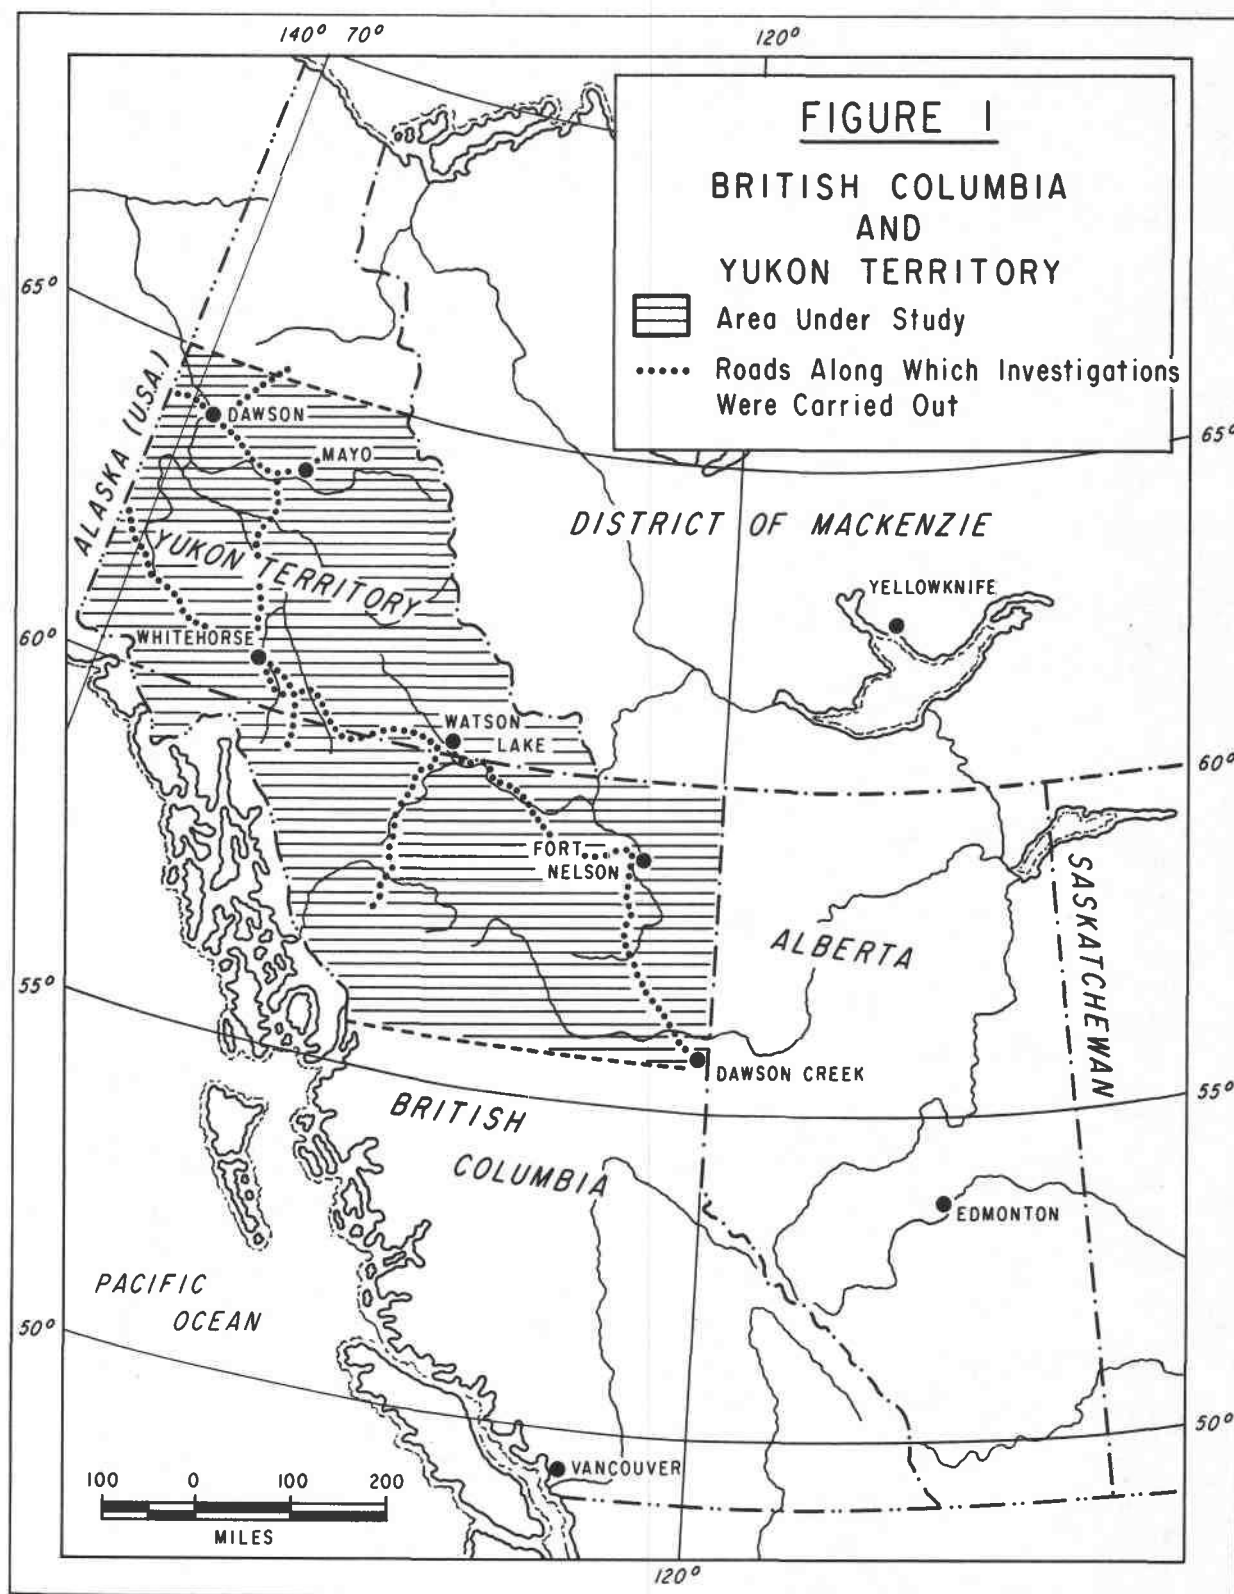 140° 70°
120°
FIGURE 1
BRITISH COLUMBIA
AND
YUKON TERRITORY
Area Under Study
Roads Along Which Investigations
Were Carried Out
65°
65°
ALASKA (U.S.A.)
DAWSON
MAYO
DISTRICT OF MACKENZIE
YUKON TERRITORY
YELLOWKNIFE
60°
WHITEHORSE
WATSON
LAKE
60°
FORT
NELSON
SASKATCHEWAN
ALBERTA
55°
DAWSON CREEK
55°
BRITISH
COLUMBIA
EDMONTON
PACIFIC
OCEAN
50°
50°
VANCOUVER
100 0 100 200
MILES
120°